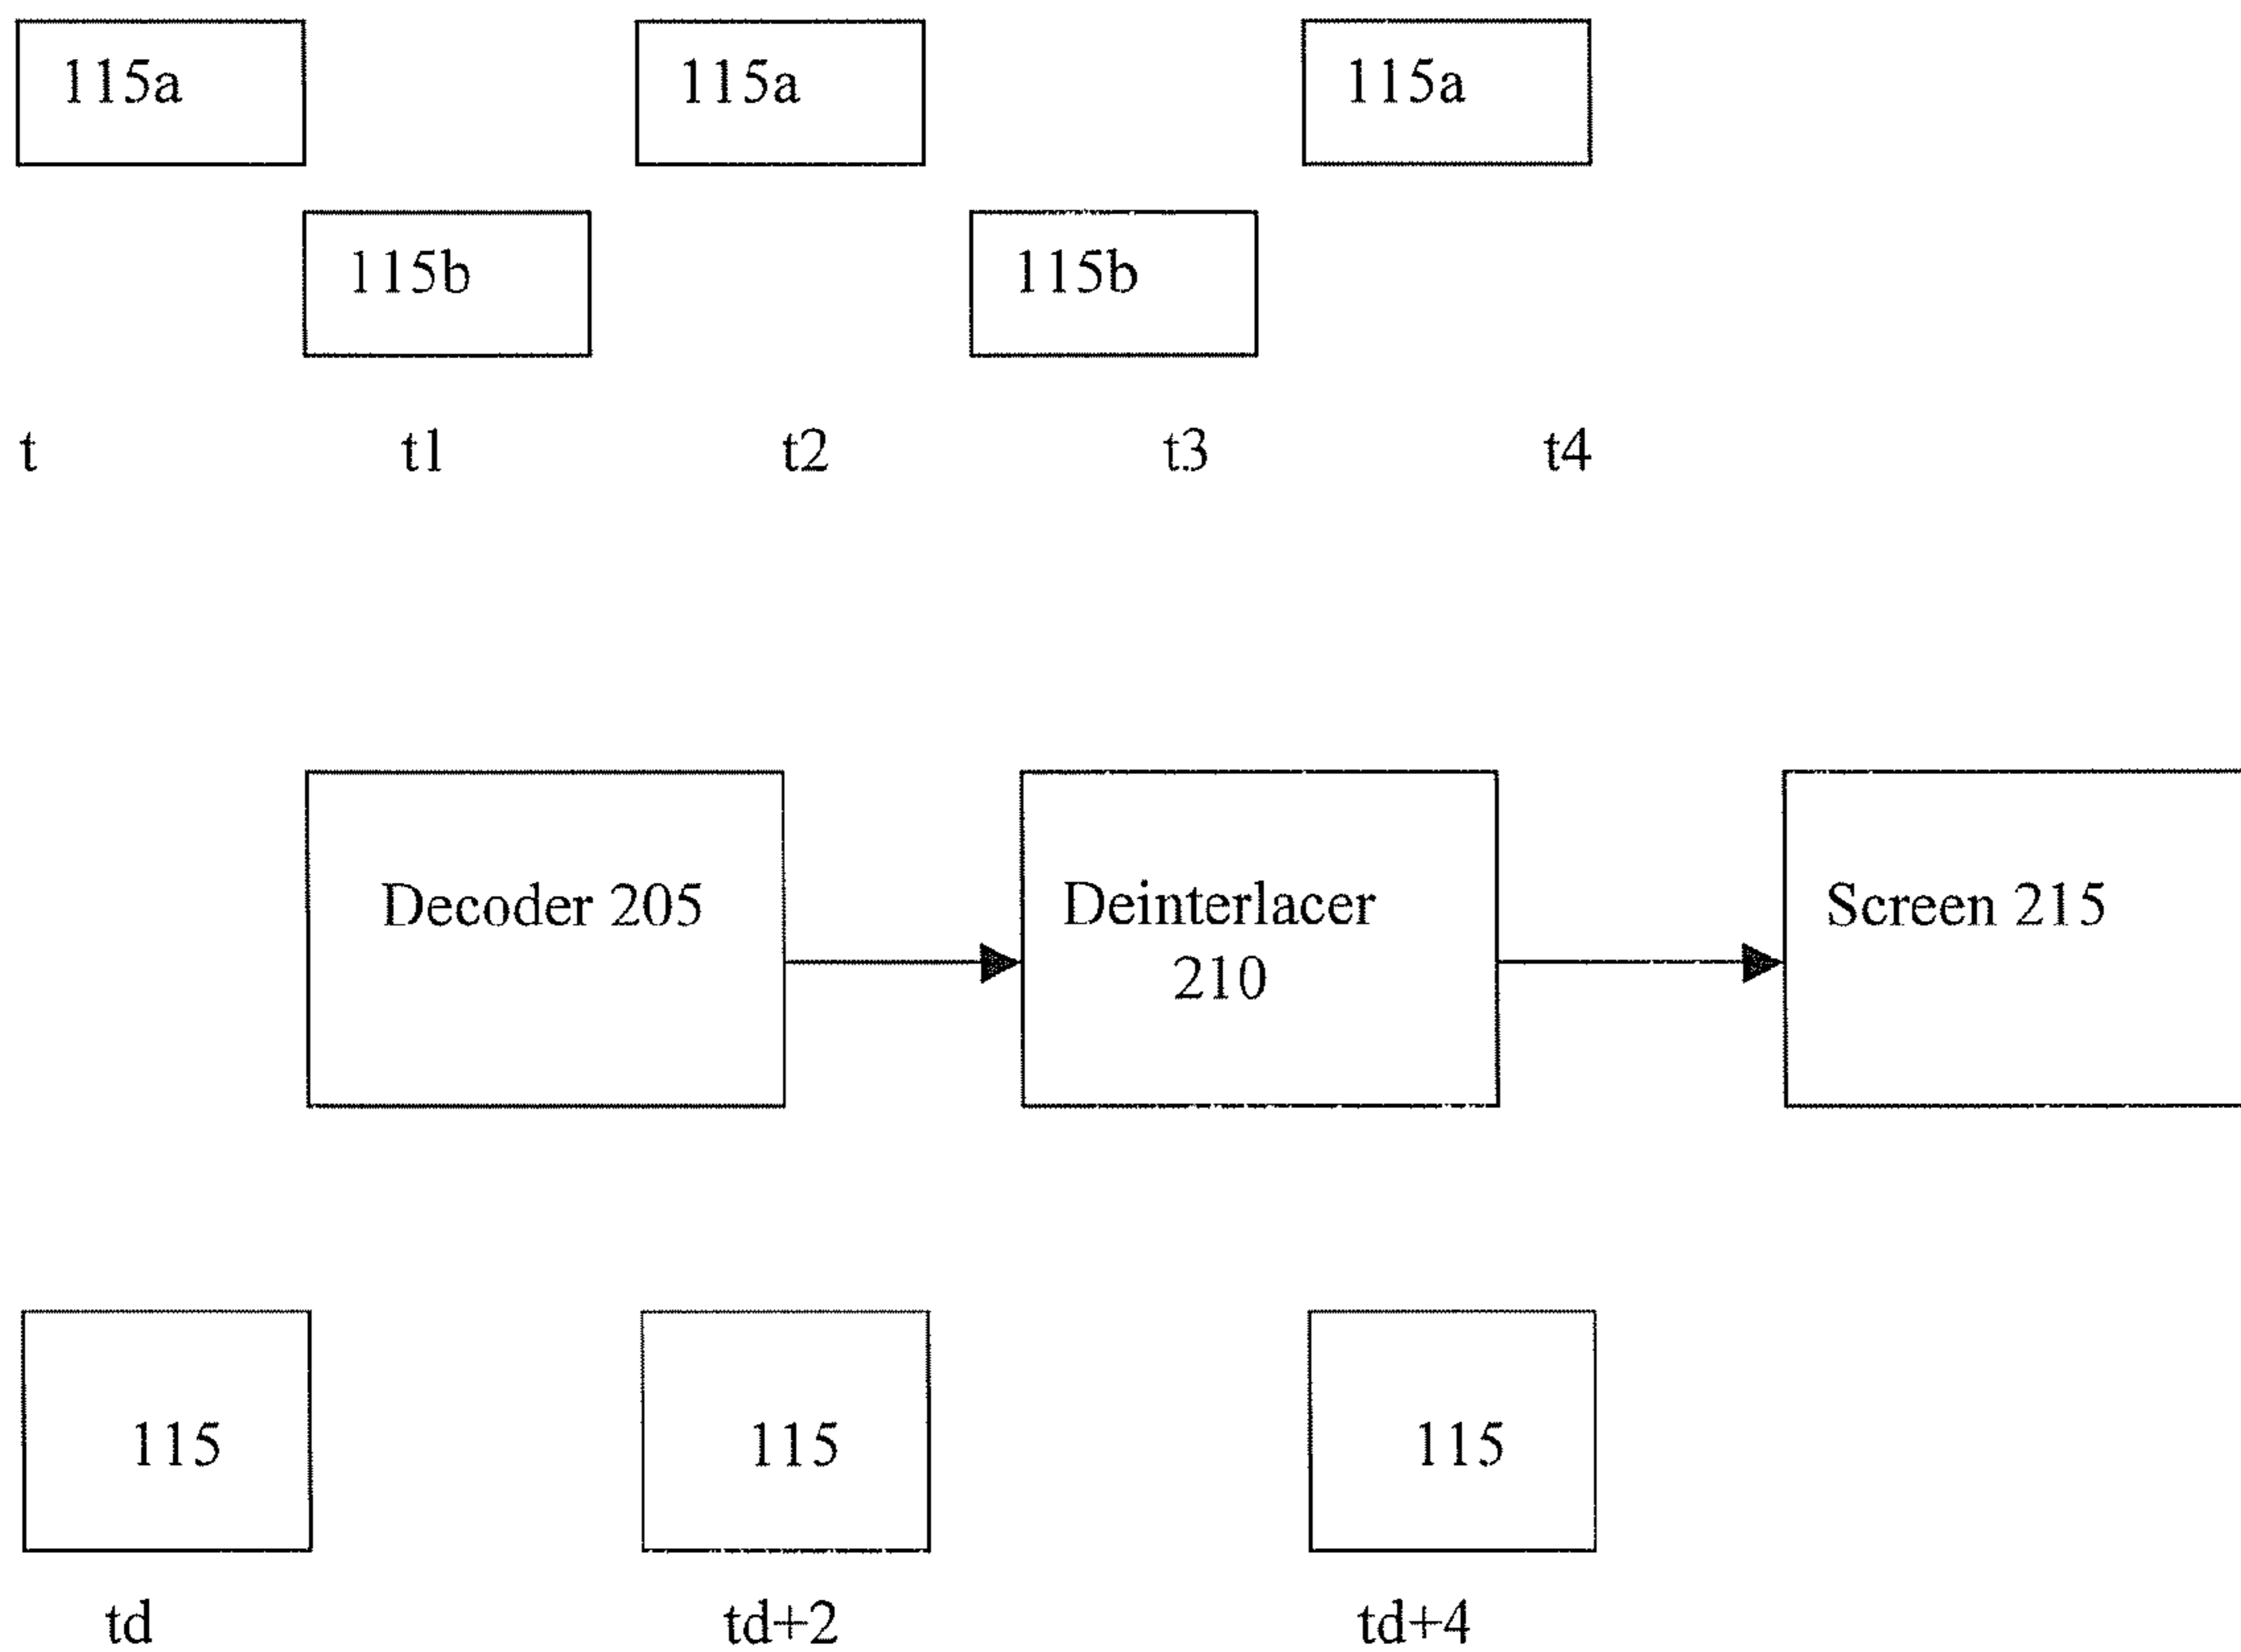 115a 115a 115a
115b 115b
t t1 t2 t3 t4
Decoder 205 Deinterlacer Screen 215
210
115 115 115
td td+2 td+4